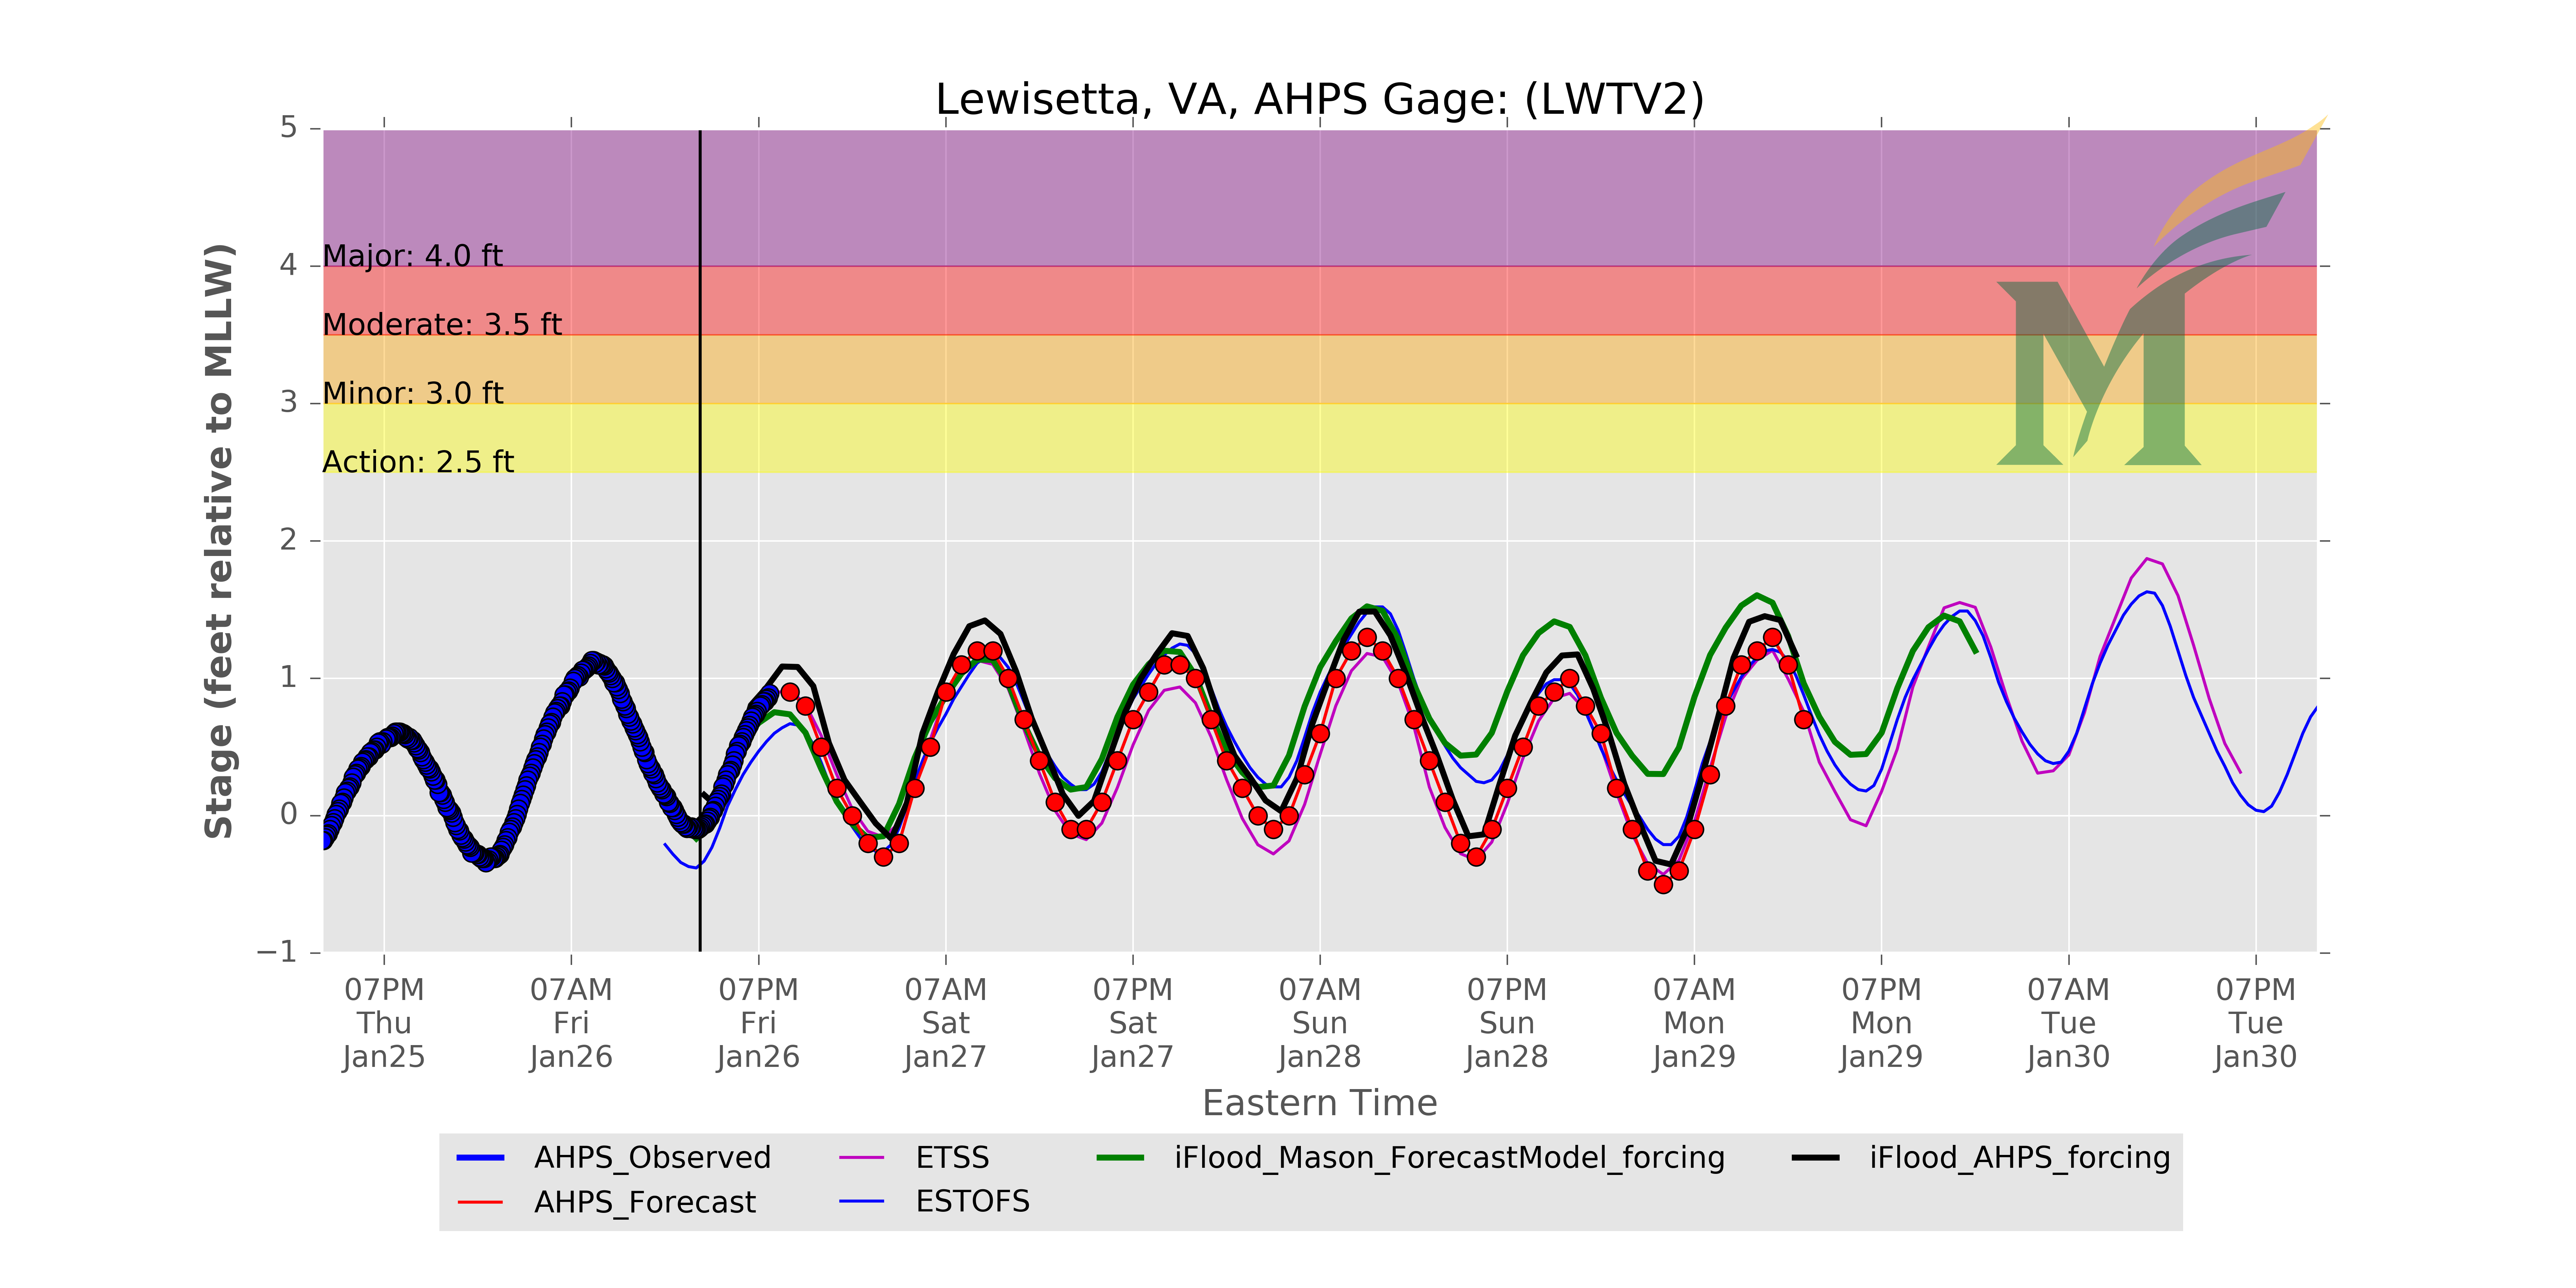 Lewisetta, VA, AHPS Gage: (LWTV2)
Stage (feet relative to MLLW)
5
4
3
2
1
0
−1
Major: 4.0 ft
Moderate: 3.5 ft
Minor: 3.0 ft
Action: 2.5 ft
M
07PM 07AM 07PM 07AM 07PM 07AM 07PM 07AM 07PM 07AM 07PM
Thu Fri Fri Sat Sat Sun Sun Mon Mon Tue Tue
Jan25 Jan26 Jan26 Jan27 Jan27 Jan28 Jan28 Jan29 Jan29 Jan30 Jan30
Eastern Time
AHPS_Observed ETSS iFlood_Mason_ForecastModel_forcing iFlood_AHPS_forcing
AHPS_Forecast ESTOFS